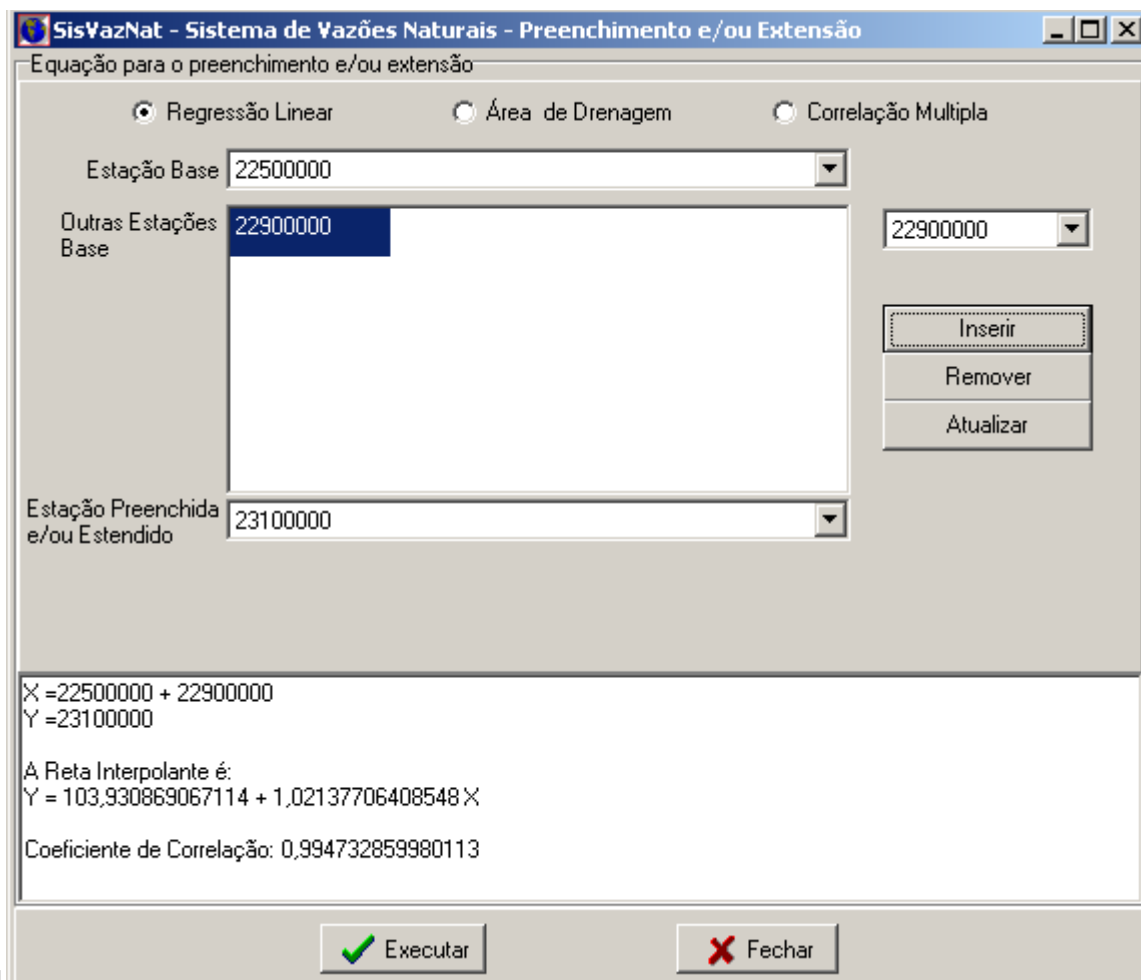 SisVazNat - Sistema de Vazões Naturais - Preenchimento e/ou Extensão
Equação para o preenchimento e/ou extensão
Regressão Linear
Área de Drenagem
Correlação Multipla
Estação Base
22500000
Outras Estações
Base
22900000
22900000
Inserir
Remover
Atualizar
Estação Preenchida
e/ou Estendido
23100000
X =22500000 + 22900000
Y =23100000
A Reta Interpolante é:
Y = 103,930869067114 + 1,02137706408548 X
Coeficiente de Correlação: 0,994732859980113
Executar
Fechar